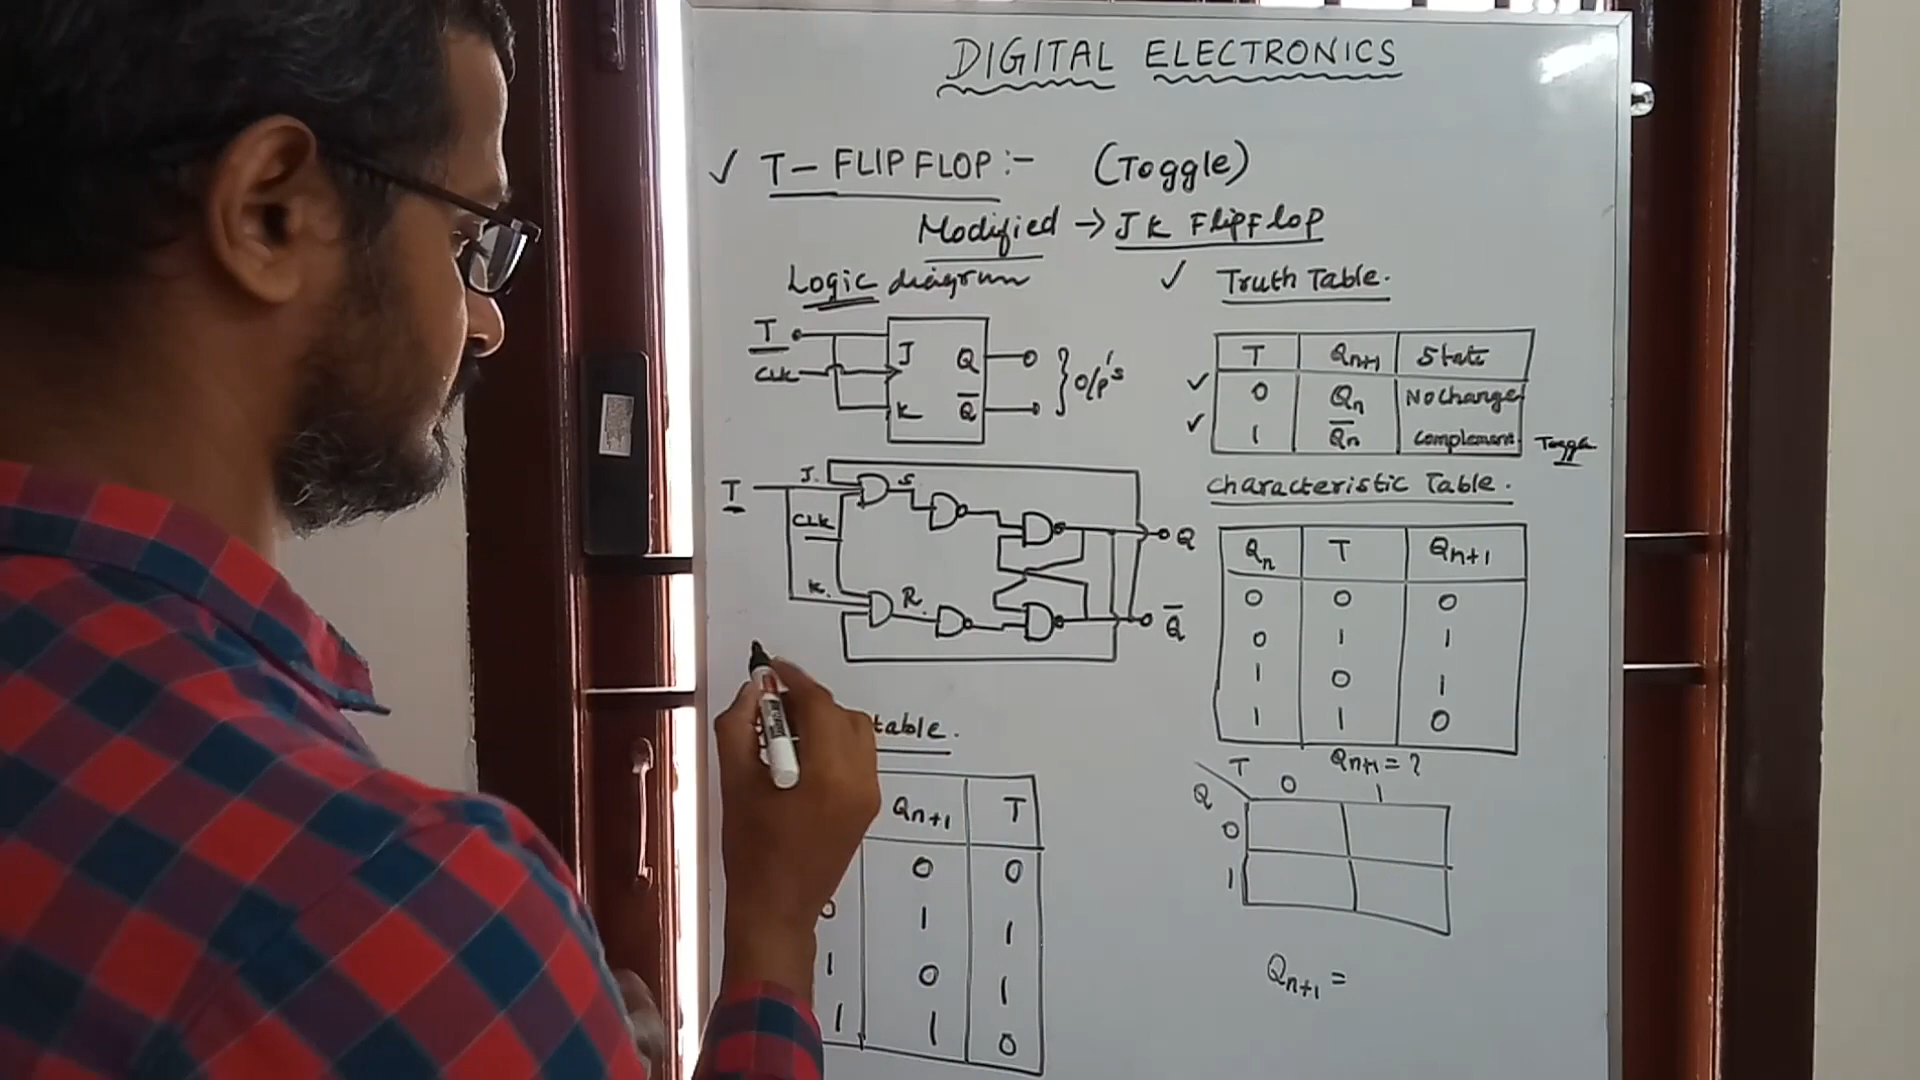 DIGITAL ELECTRONICS
✓ T- FLIPFLOP:- (Toggle)
Modified → JK FlipFlop
Logic diagram
T
CLK
J Q
K Q̅
} O/P's
✓ Truth Table.
T Qn+1 State
✓ 0 Qn No change
✓ 1 Q̅n Complement Toggle
T J. S
CLK
K. R.
Q
Q̅
Characteristic Table.
Qn T Qn+1
0 0 0
0 1 1
1 0 1
1 1 0
table.
Qn+1 T
0 0
0 1 1
1 0 1
1 1 0
Qn+1 = ?
T 0 1
Q
0
1
Qn+1 =